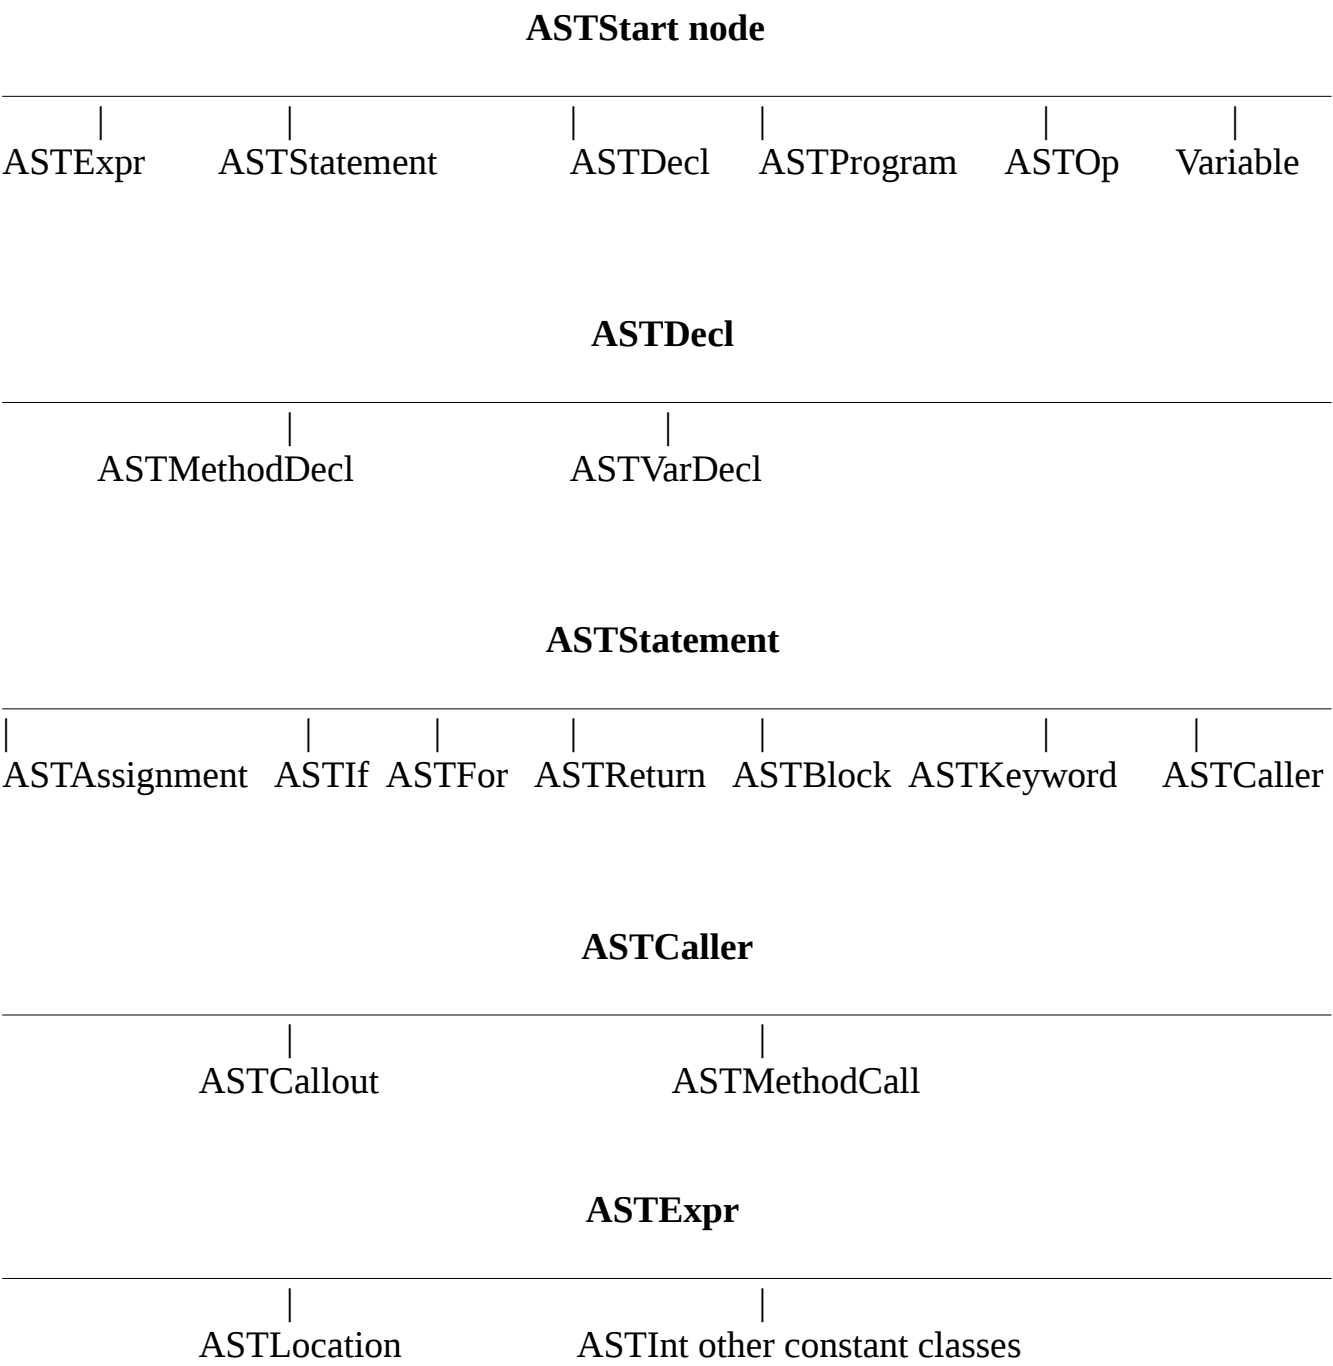 ASTStart node
ASTExpr ASTStatement ASTDecl ASTProgram ASTOp Variable
ASTDecl
ASTMethodDecl ASTVarDecl
ASTStatement
ASTAssignment ASTIf ASTFor ASTReturn ASTBlock ASTKeyword ASTCaller
ASTCaller
ASTCallout ASTMethodCall
ASTExpr
ASTLocation ASTInt other constant classes